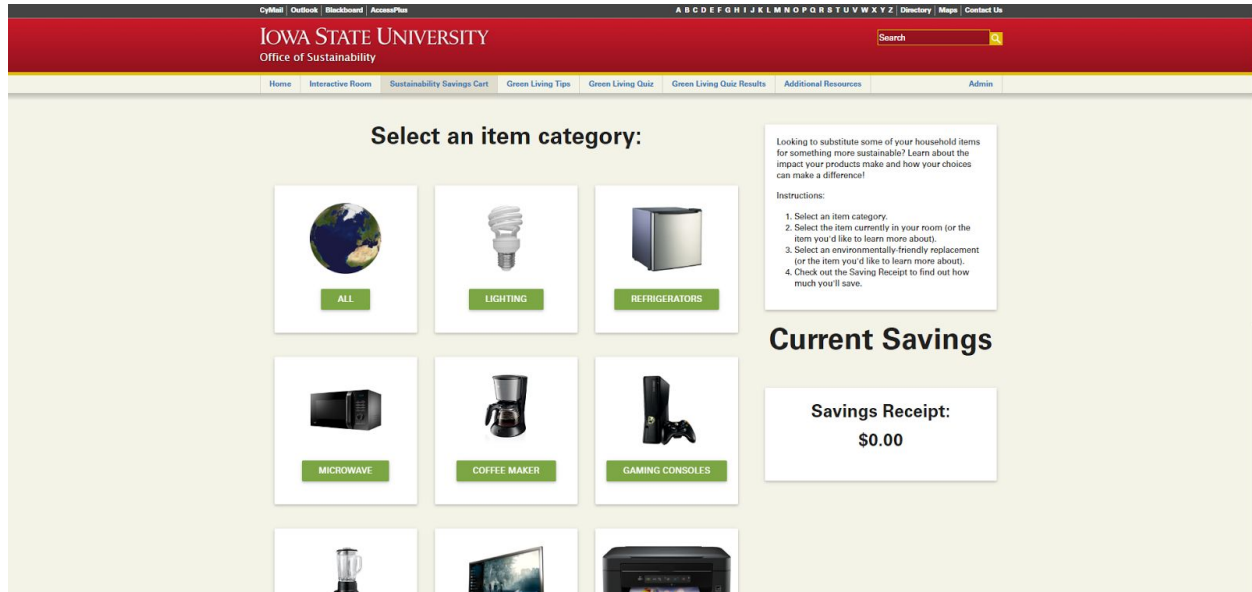 CyMail Outlook Blackboard AccessPlus
A B C D E F G H I J K L M N O P Q R S T U V W X Y Z Directory Maps Contact Us
IOWA STATE UNIVERSITY
Office of Sustainability
Search
Home Interactive Room Sustainability Savings Cart Green Living Tips Green Living Quiz Green Living Quiz Results Additional Resources Admin
Select an item category:
ALL
LIGHTING
REFRIGERATORS
MICROWAVE
COFFEE MAKER
GAMING CONSOLES
Looking to substitute some of your household items
for something more sustainable? Learn about the
impact your products make and how your choices
can make a difference!
Instructions:
1. Select an item category.
2. Select the item currently in your room (or the
item you'd like to learn more about).
3. Select an environmentally-friendly replacement
(or the item you'd like to learn more about).
4. Check out the Saving Receipt to find out how
much you'll save.
Current Savings
Savings Receipt:
$0.00